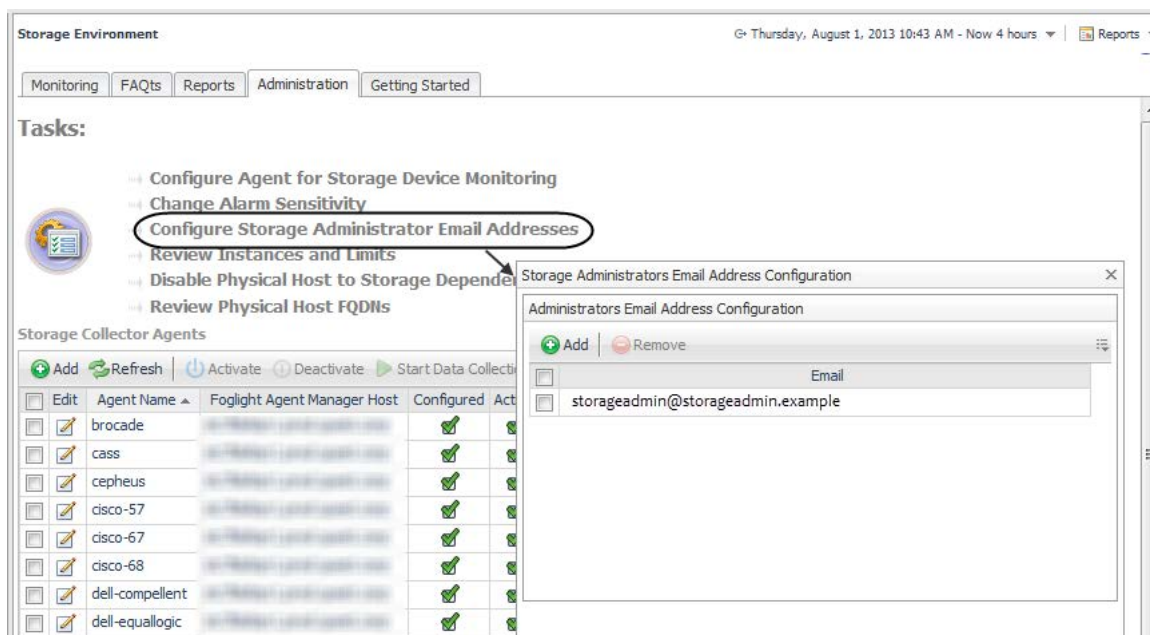 Storage Environment
Thursday, August 1, 2013 10:43 AM - Now 4 hours
Reports
Monitoring
FAQts
Reports
Administration
Getting Started
Tasks:
Configure Agent for Storage Device Monitoring
Change Alarm Sensitivity
Configure Storage Administrator Email Addresses
Review Instances and Limits
Disable Physical Host to Storage Depende
Review Physical Host FQDNs
Storage Collector Agents
Add
Refresh
Activate
Deactivate
Start Data Collecti
Edit
Agent Name
Foglight Agent Manager Host
Configured
Act
brocade
cass
cepheus
cisco-57
cisco-67
cisco-68
dell-compellent
dell-equallogic
Storage Administrators Email Address Configuration
Administrators Email Address Configuration
Add
Remove
Email
storageadmin@storageadmin.example